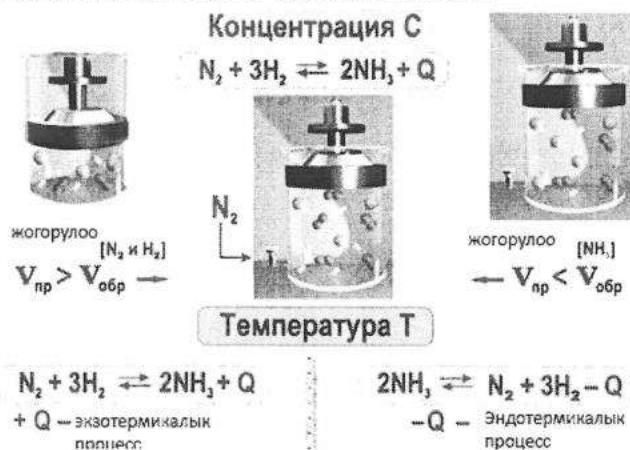 Концентрация С
N₂ + 3H₂ ⇌ 2NH₃ + Q
N₂
жогорулоо
[N₂ и H₂]
Vпр > Vобр →
жогорулоо
[NH₃]
← Vпр < Vобр
Температура Т
N₂ + 3H₂ ⇌ 2NH₃ + Q
+ Q – экзотермикалык
процесс
2NH₃ ⇌ N₂ + 3H₂ – Q
– Q – Эндотермикалык
процесс